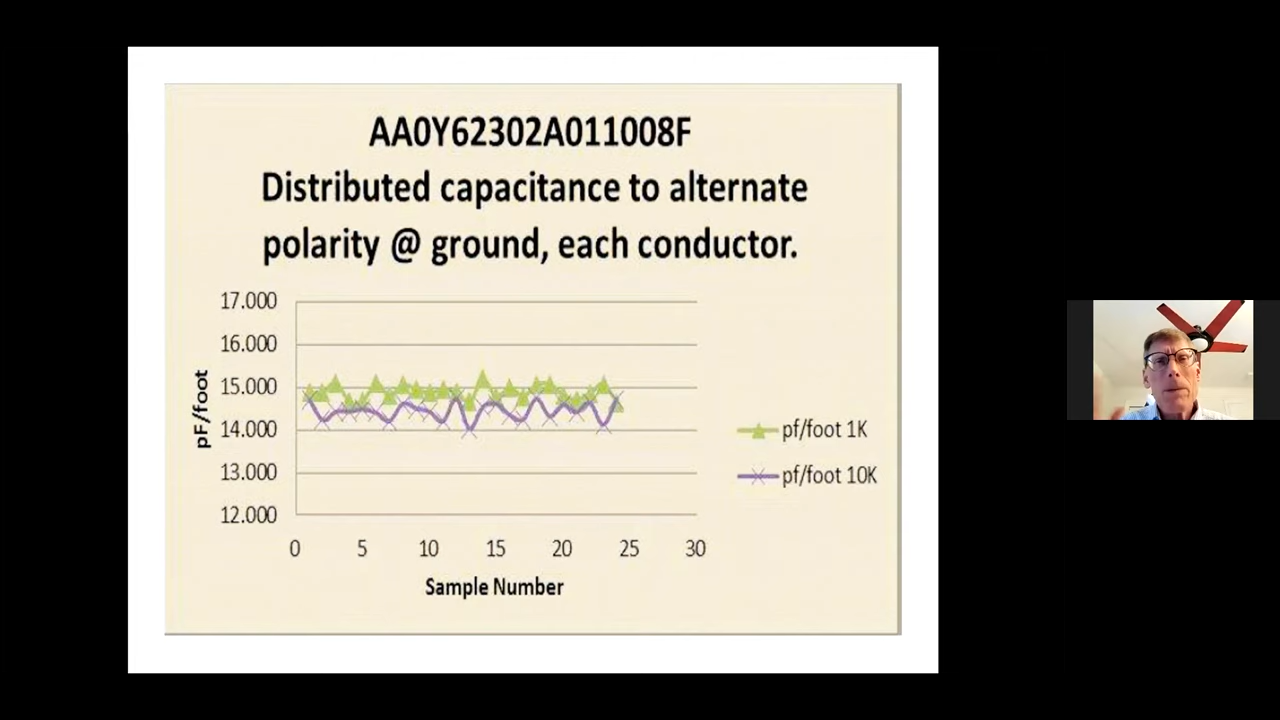 AA0Y62302A011008F
Distributed capacitance to alternate
polarity @ ground, each conductor.
17.000
16.000
15.000
14.000
13.000
12.000
pF/foot
0 5 10 15 20 25 30
Sample Number
pf/foot 1K
pf/foot 10K